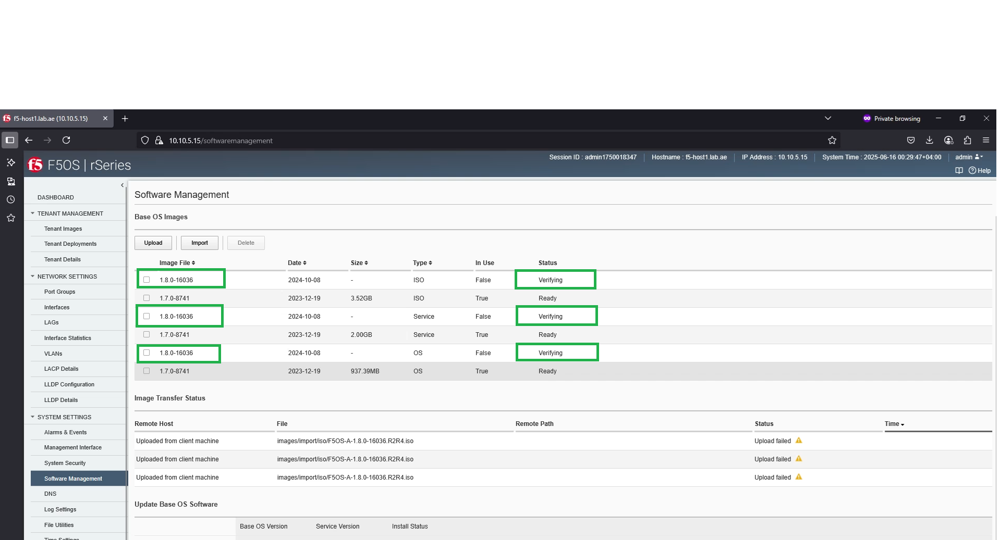 f5 f5-host1.lab.ae (10.10.5.15)
Private browsing
10.10.5.15/softwaremanagement
f5 F5OS | rSeries
Session ID : admin1750018347
Hostname : f5-host1.lab.ae
IP Address : 10.10.5.15
System Time : 2025-06-16 00:29:47+04:00
admin
Help
DASHBOARD
TENANT MANAGEMENT
Tenant Images
Tenant Deployments
Tenant Details
NETWORK SETTINGS
Port Groups
Interfaces
LAGs
Interface Statistics
VLANs
LACP Details
LLDP Configuration
LLDP Details
SYSTEM SETTINGS
Alarms & Events
Management Interface
System Security
Software Management
DNS
Log Settings
File Utilities
Time Settings
Software Management
Base OS Images
Upload Import Delete
Image File Date Size Type In Use Status
1.8.0-16036 2024-10-08 - ISO False Verifying
1.7.0-8741 2023-12-19 3.52GB ISO True Ready
1.8.0-16036 2024-10-08 - Service False Verifying
1.7.0-8741 2023-12-19 2.00GB Service True Ready
1.8.0-16036 2024-10-08 - OS False Verifying
1.7.0-8741 2023-12-19 937.39MB OS True Ready
Image Transfer Status
Remote Host File Remote Path Status Time
Uploaded from client machine images/import/iso/F5OS-A-1.8.0-16036.R2R4.iso Upload failed
Uploaded from client machine images/import/iso/F5OS-A-1.8.0-16036.R2R4.iso Upload failed
Uploaded from client machine images/import/iso/F5OS-A-1.8.0-16036.R2R4.iso Upload failed
Update Base OS Software
Base OS Version Service Version Install Status